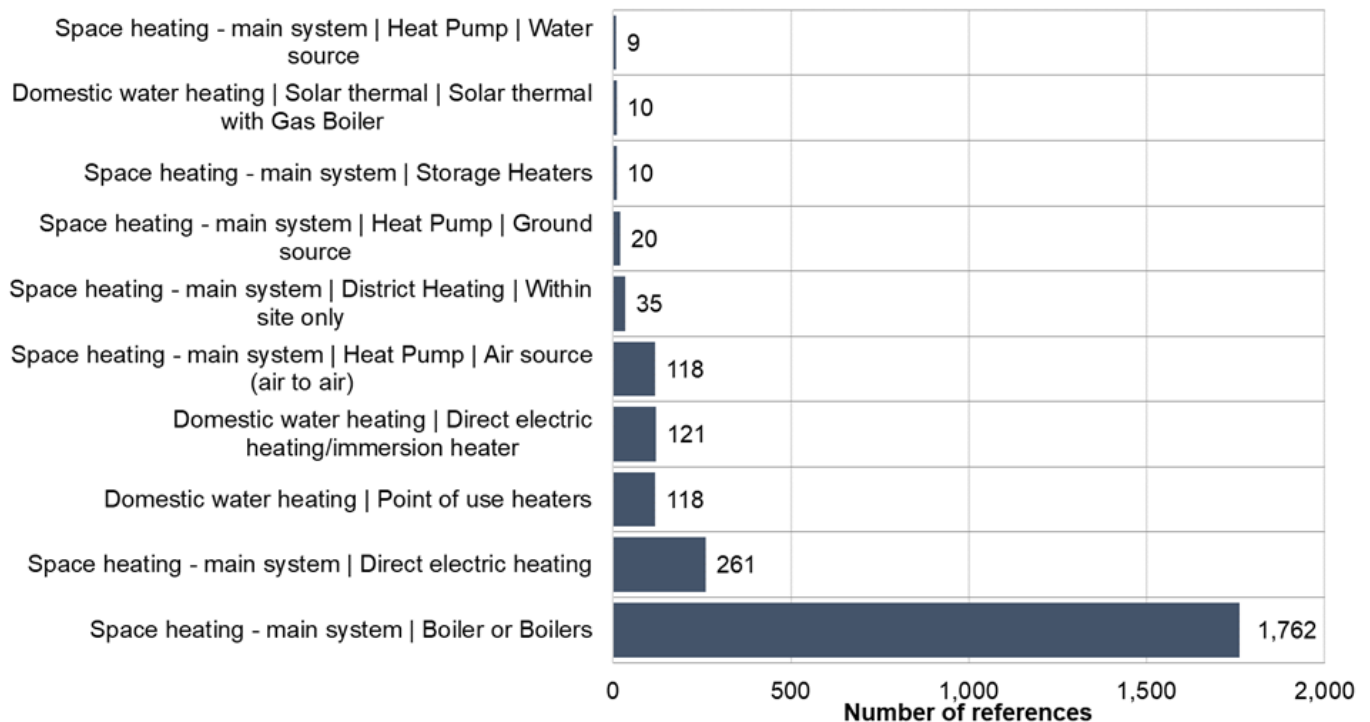 Space heating - main system | Heat Pump | Water
source
9
Domestic water heating | Solar thermal | Solar thermal
with Gas Boiler
10
Space heating - main system | Storage Heaters
10
Space heating - main system | Heat Pump | Ground
source
20
Space heating - main system | District Heating | Within
site only
35
Space heating - main system | Heat Pump | Air source
(air to air)
118
Domestic water heating | Direct electric
heating/immersion heater
121
Domestic water heating | Point of use heaters
118
Space heating - main system | Direct electric heating
261
Space heating - main system | Boiler or Boilers
1,762
0 500 1,000 1,500 2,000
Number of references